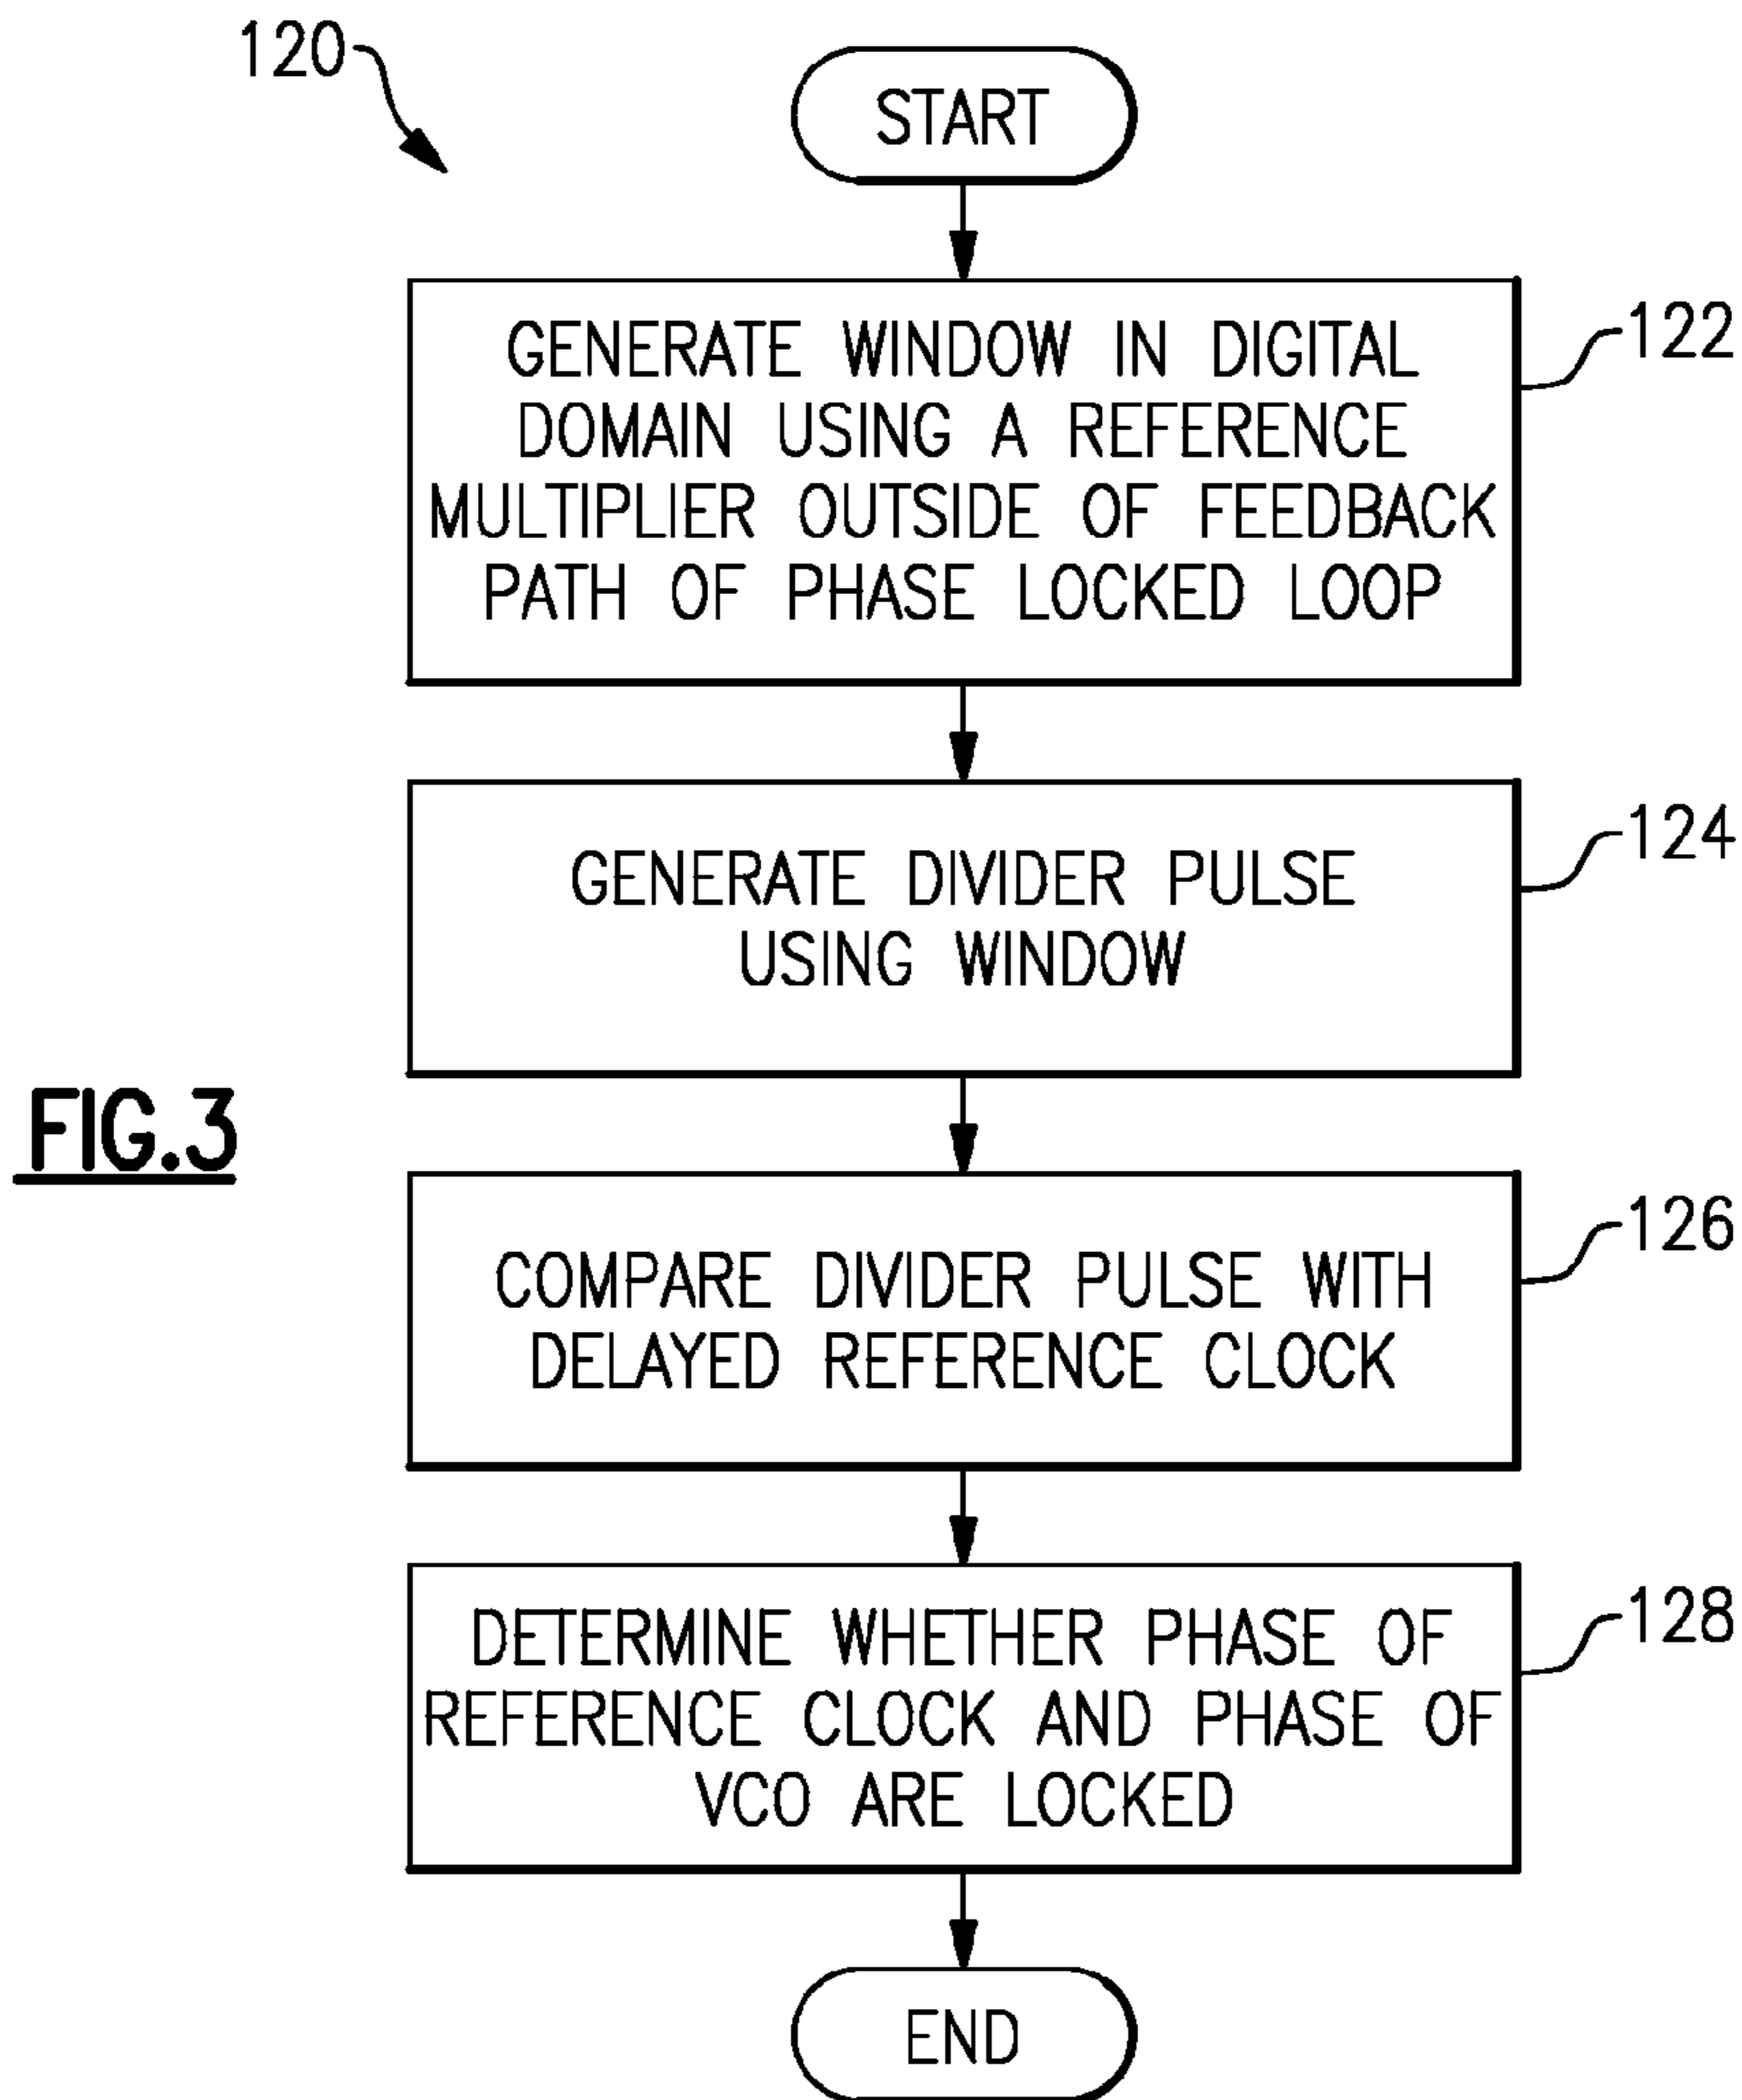 120
START
GENERATE WINDOW IN DIGITAL
DOMAIN USING A REFERENCE
MULTIPLIER OUTSIDE OF FEEDBACK
PATH OF PHASE LOCKED LOOP
122
GENERATE DIVIDER PULSE
USING WINDOW
124
FIG.3
COMPARE DIVIDER PULSE WITH
DELAYED REFERENCE CLOCK
126
DETERMINE WHETHER PHASE OF
REFERENCE CLOCK AND PHASE OF
VCO ARE LOCKED
128
END